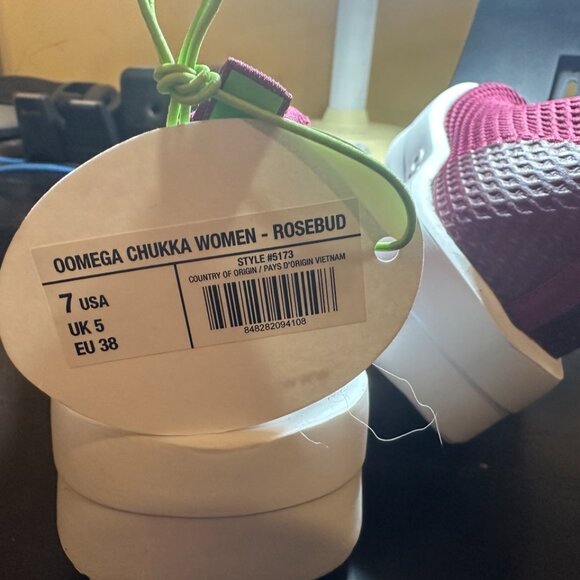 OOMEGA CHUKKA WOMEN - ROSEBUD
7 USA
UK 5
EU 38
STYLE #5173
COUNTRY OF ORIGIN / PAYS D'ORIGIN VIETNAM
848282094108